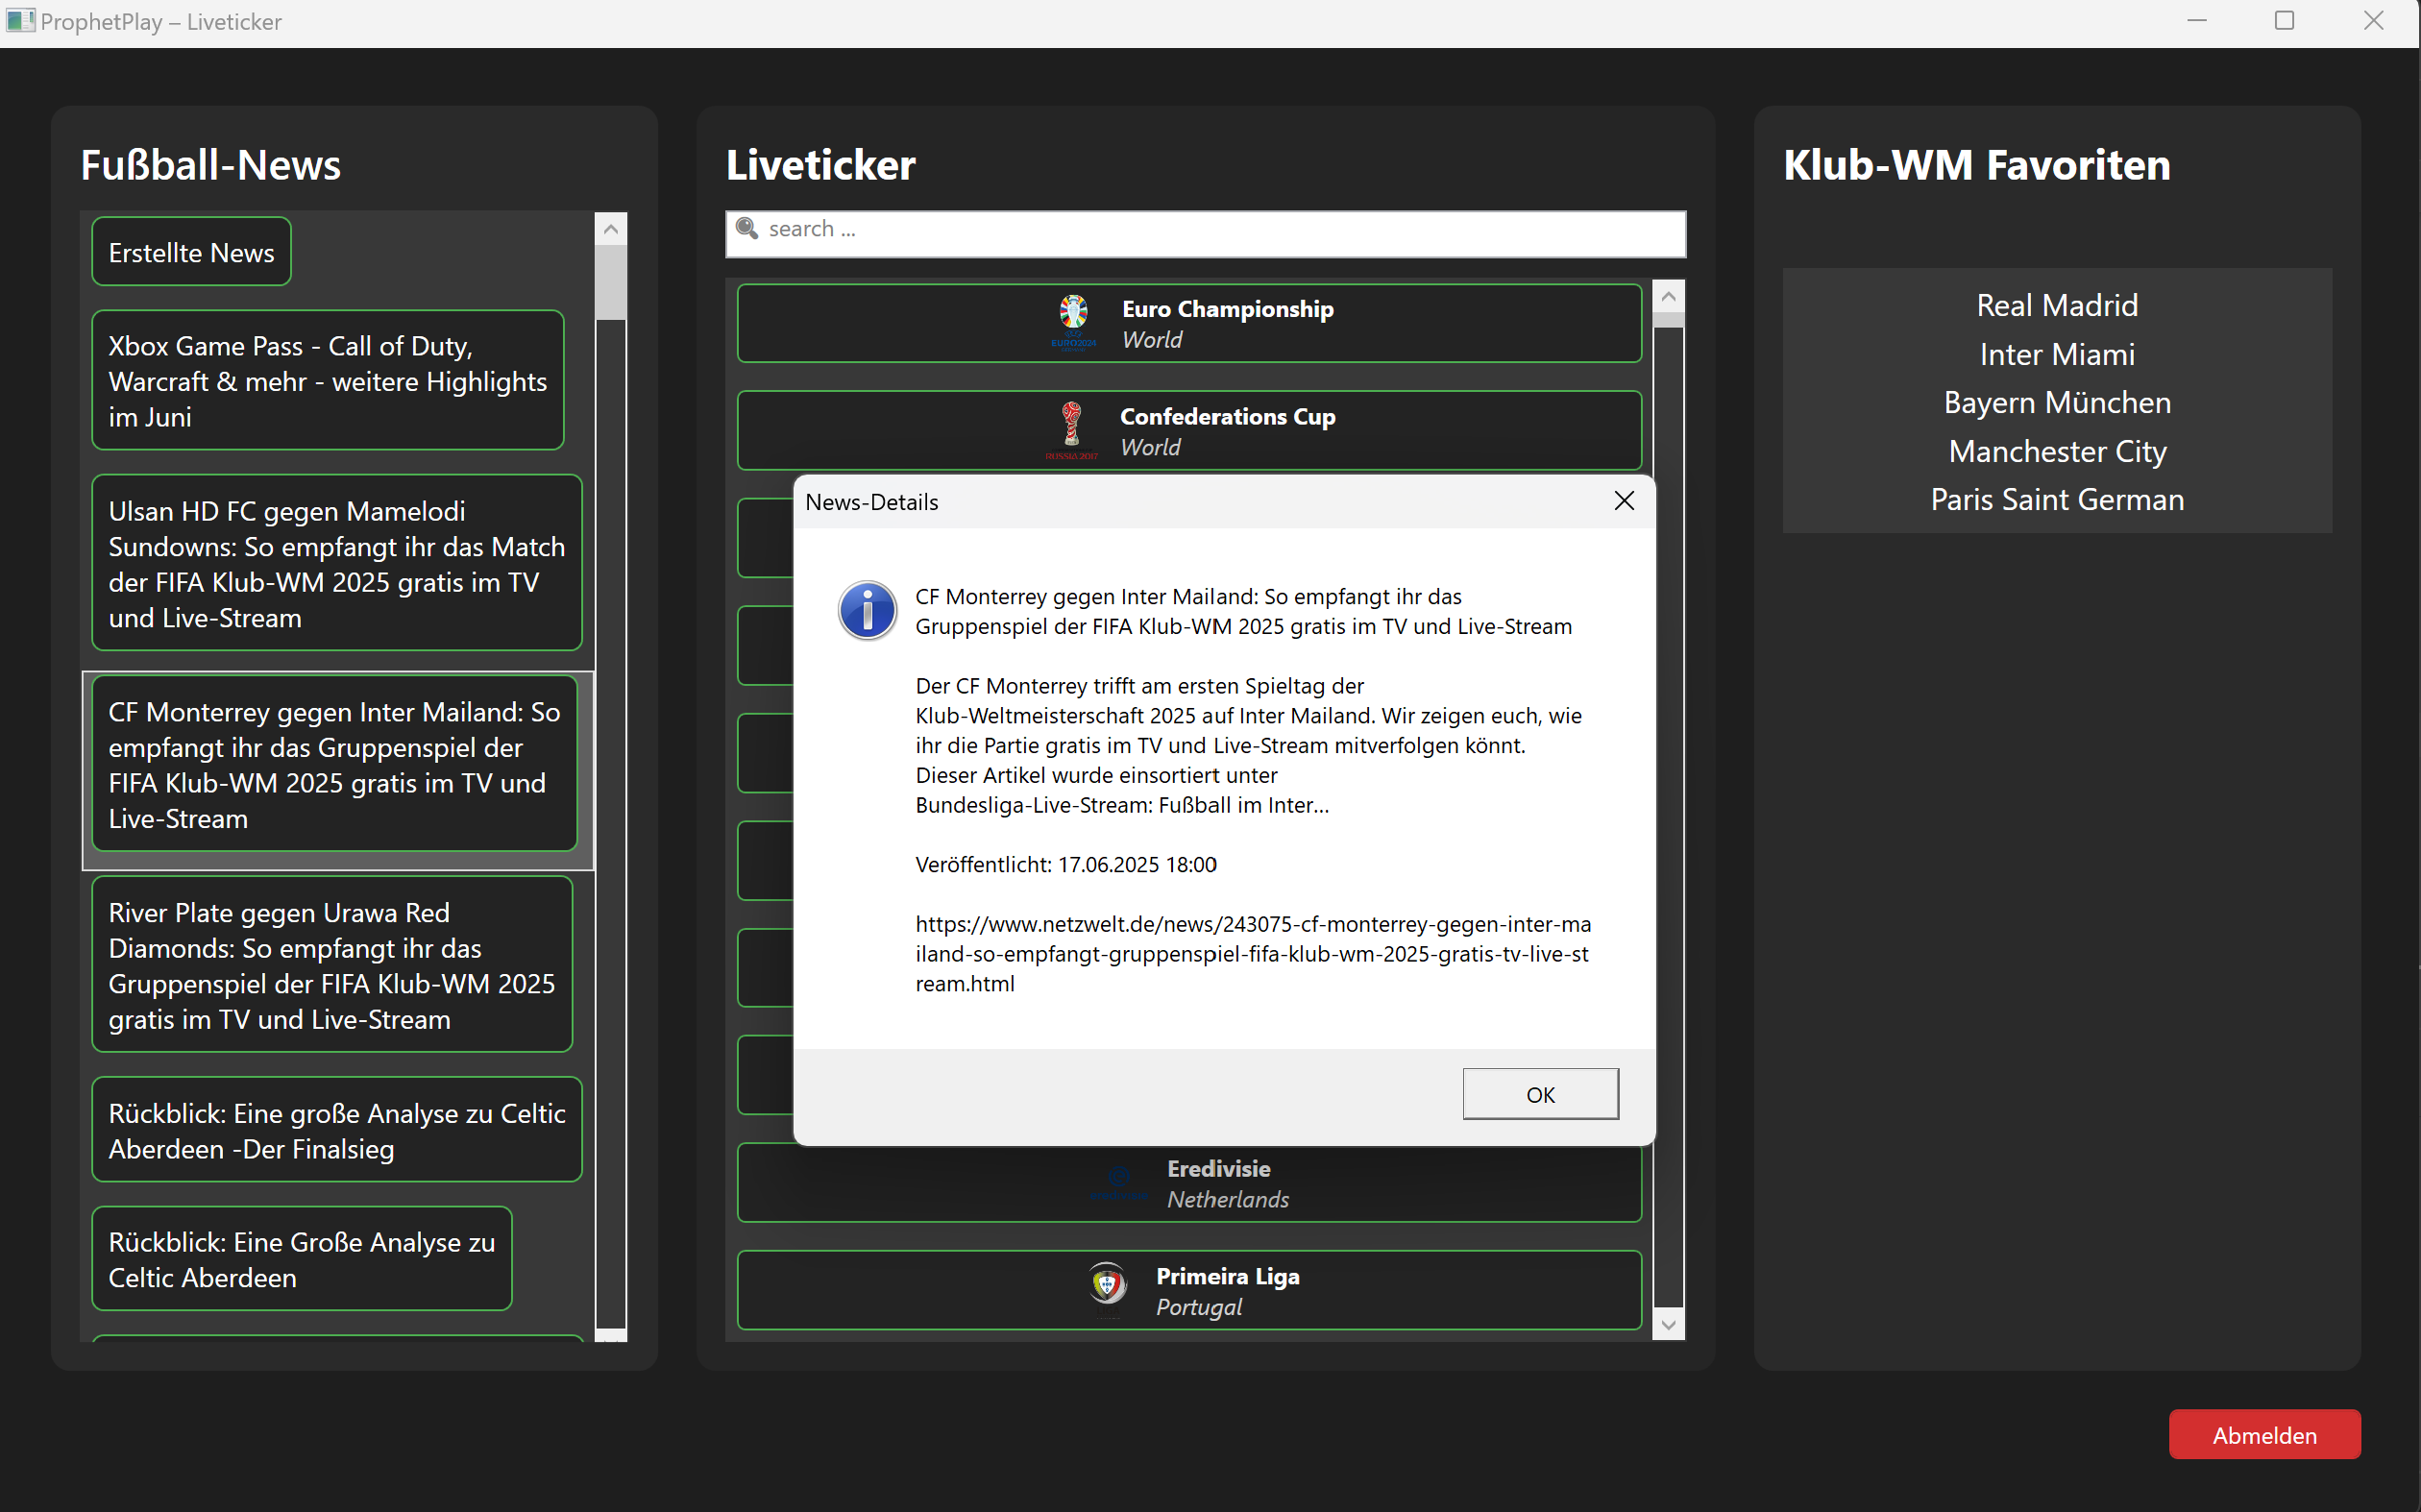 ProphetPlay – Liveticker
Fußball-News
Erstellte News
Xbox Game Pass - Call of Duty,
Warcraft & mehr - weitere Highlights
im Juni
Ulsan HD FC gegen Mamelodi
Sundowns: So empfangt ihr das Match
der FIFA Klub-WM 2025 gratis im TV
und Live-Stream
CF Monterrey gegen Inter Mailand: So
empfangt ihr das Gruppenspiel der
FIFA Klub-WM 2025 gratis im TV und
Live-Stream
River Plate gegen Urawa Red
Diamonds: So empfangt ihr das
Gruppenspiel der FIFA Klub-WM 2025
gratis im TV und Live-Stream
Rückblick: Eine große Analyse zu Celtic
Aberdeen -Der Finalsieg
Rückblick: Eine Große Analyse zu
Celtic Aberdeen
Liveticker
search ...
EURO2024
Euro Championship
World
RUSSIA 2017
Confederations Cup
World
News-Details
CF Monterrey gegen Inter Mailand: So empfangt ihr das
Gruppenspiel der FIFA Klub-WM 2025 gratis im TV und Live-Stream
Der CF Monterrey trifft am ersten Spieltag der
Klub-Weltmeisterschaft 2025 auf Inter Mailand. Wir zeigen euch, wie
ihr die Partie gratis im TV und Live-Stream mitverfolgen könnt.
Dieser Artikel wurde einsortiert unter
Bundesliga-Live-Stream: Fußball im Inter...
Veröffentlicht: 17.06.2025 18:00
https://www.netzwelt.de/news/243075-cf-monterrey-gegen-inter-ma
iland-so-empfangt-gruppenspiel-fifa-klub-wm-2025-gratis-tv-live-st
ream.html
OK
Eredivisie
Netherlands
Primeira Liga
Portugal
Klub-WM Favoriten
Real Madrid
Inter Miami
Bayern München
Manchester City
Paris Saint German
Abmelden